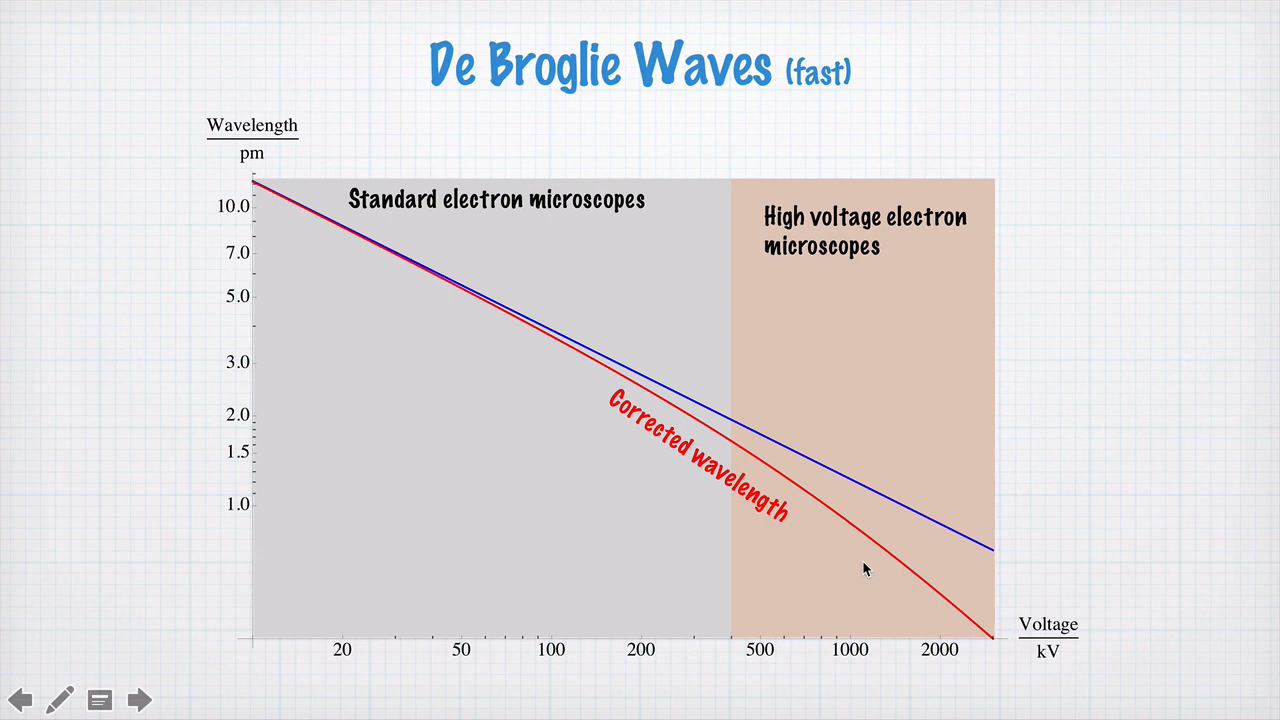 De Broglie Waves (fast)
Wavelength
pm
Standard electron microscopes
High voltage electron
microscopes
10.0
7.0
5.0
3.0
2.0
1.5
1.0
Corrected wavelength
20 50 100 200 500 1000 2000
Voltage
kV